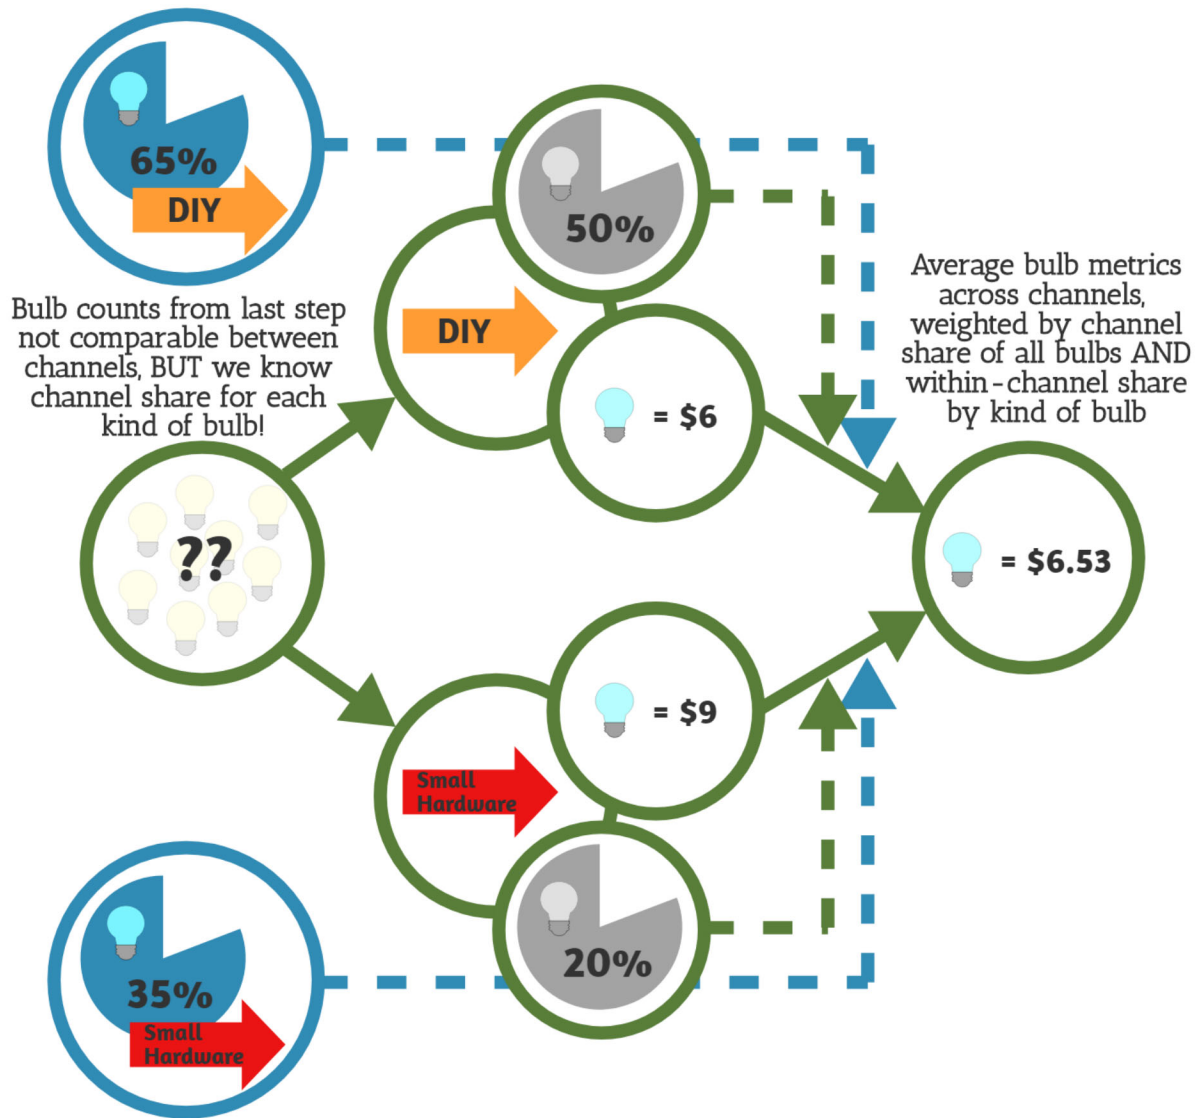 65%
DIY
Bulb counts from last step
not comparable between
channels, BUT we know
channel share for each
kind of bulb!
??
50%
DIY
= $6
Average bulb metrics
across channels,
weighted by channel
share of all bulbs AND
within-channel share
by kind of bulb
= $6.53
= $9
Small
Hardware
20%
35%
Small
Hardware